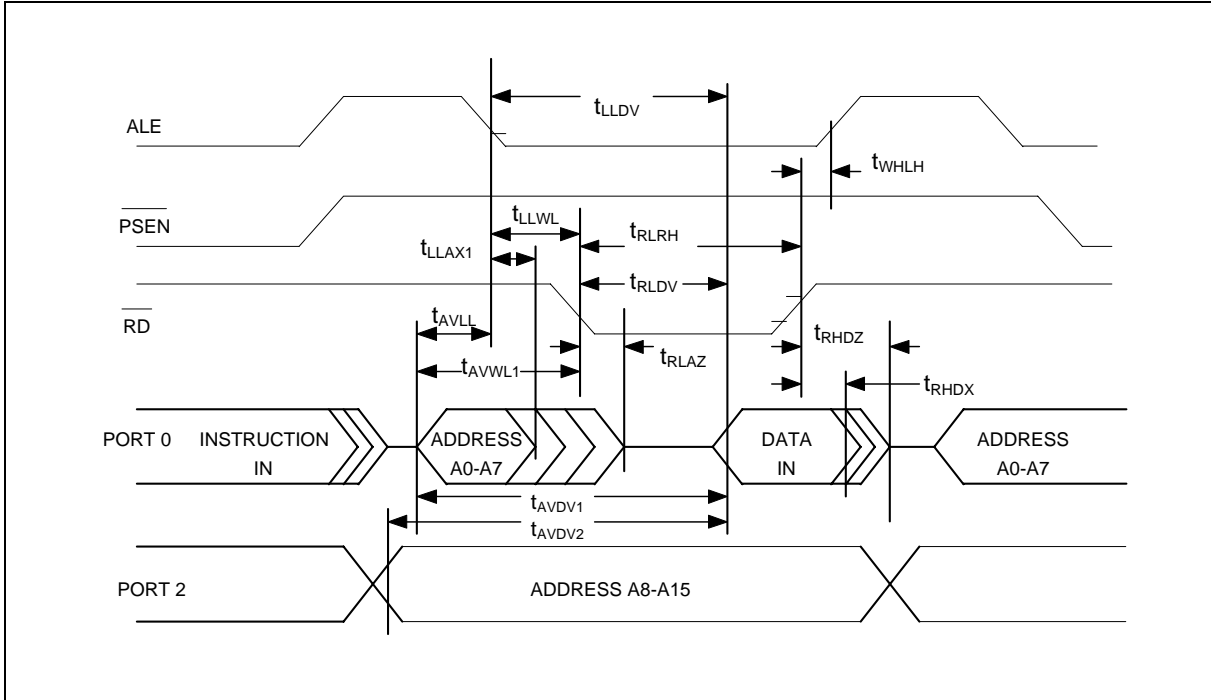 tLLDV
ALE
tWHLH
PSEN
tLLWL
tRLRH
tLLAX1
tRLDV
RD
tAVLL
tRHDZ
tRLAZ
tAVWL1
tRHDX
PORT 0
INSTRUCTION
IN
ADDRESS
A0-A7
DATA
IN
ADDRESS
A0-A7
tAVDV1
tAVDV2
PORT 2
ADDRESS A8-A15